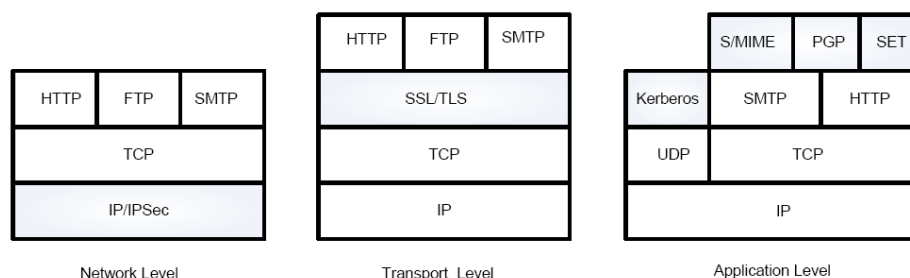 HTTP FTP SMTP
TCP
IP/IPSec
Network Level
HTTP FTP SMTP
SSL/TLS
TCP
IP
Transport Level
S/MIME PGP SET
Kerberos SMTP HTTP
UDP TCP
IP
Application Level